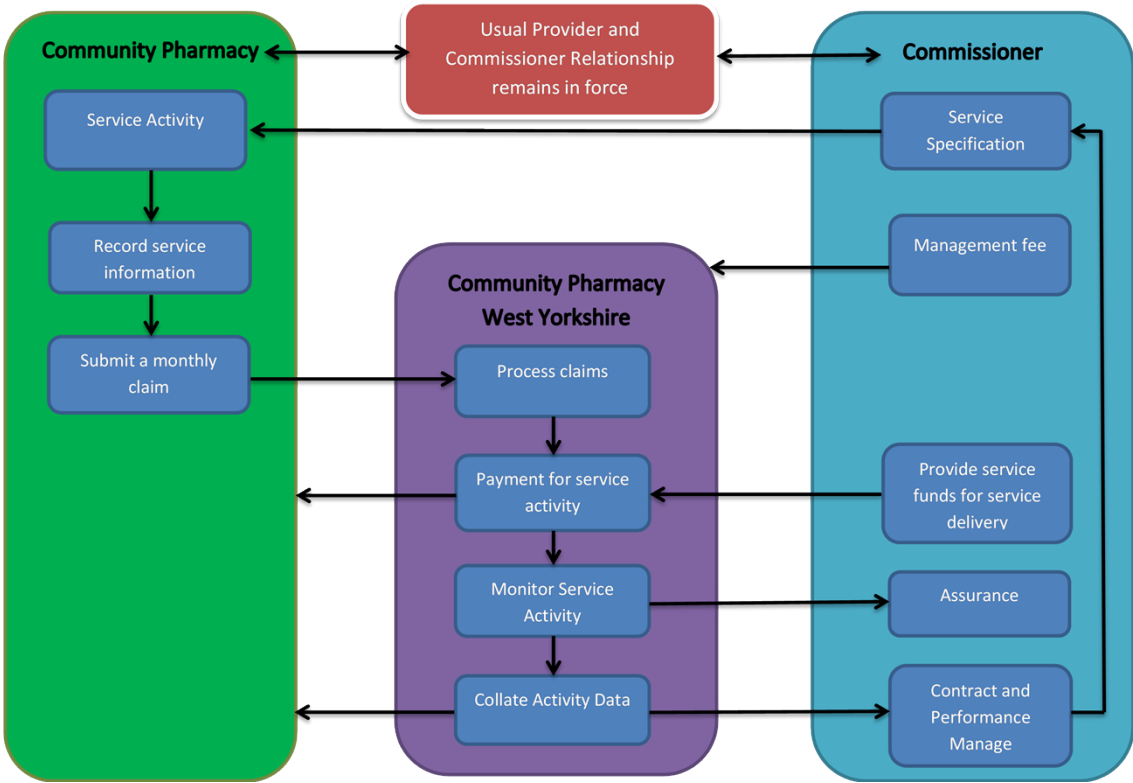 Community Pharmacy
Service Activity
Record service
information
Submit a monthly
claim
Usual Provider and
Commissioner Relationship
remains in force
Community Pharmacy
West Yorkshire
Process claims
Payment for service
activity
Monitor Service
Activity
Collate Activity Data
Commissioner
Service
Specification
Management fee
Provide service
funds for service
delivery
Assurance
Contract and
Performance
Manage